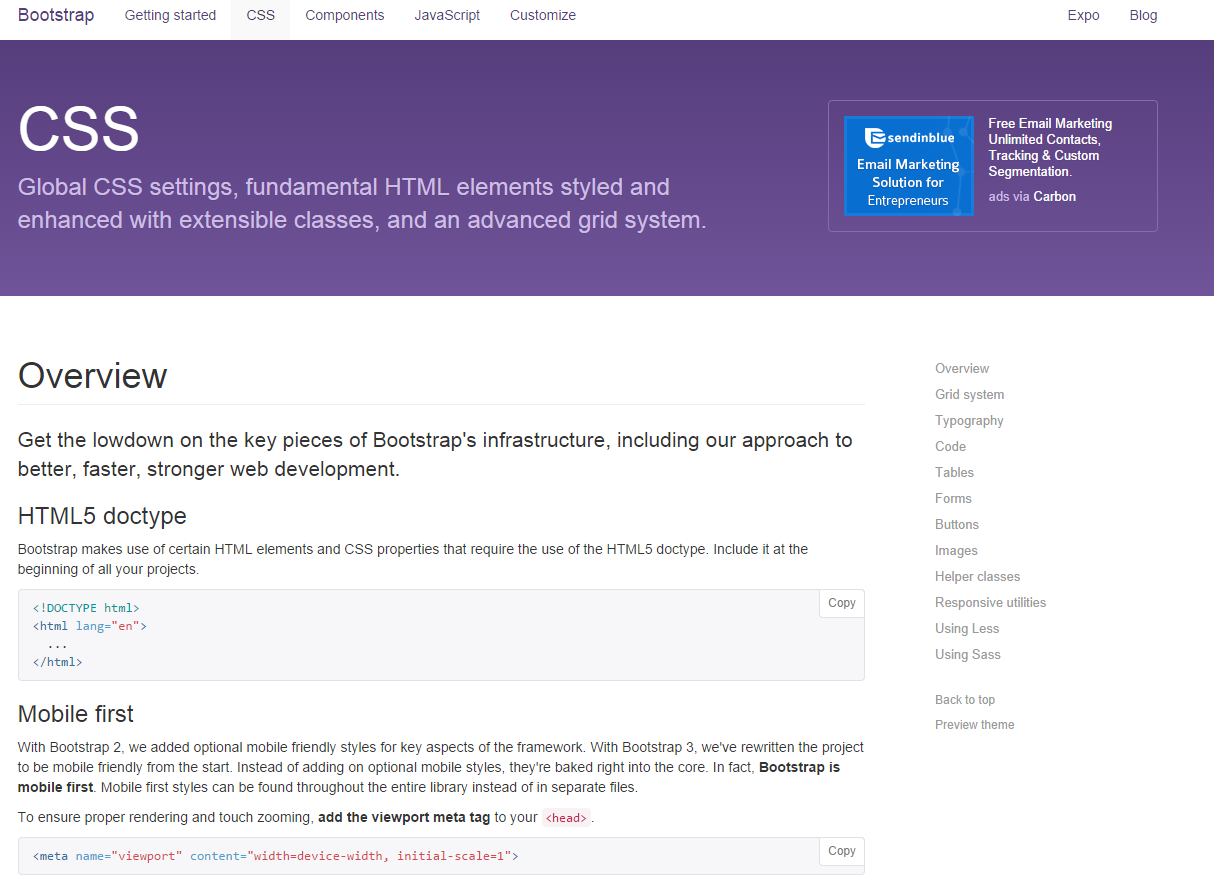 Bootstrap Getting started CSS Components JavaScript Customize Expo Blog
CSS
Global CSS settings, fundamental HTML elements styled and
enhanced with extensible classes, and an advanced grid system.
sendinblue
Email Marketing
Solution for
Entrepreneurs
Free Email Marketing
Unlimited Contacts,
Tracking & Custom
Segmentation.
ads via Carbon
Overview
Get the lowdown on the key pieces of Bootstrap's infrastructure, including our approach to
better, faster, stronger web development.
HTML5 doctype
Bootstrap makes use of certain HTML elements and CSS properties that require the use of the HTML5 doctype. Include it at the
beginning of all your projects.
Copy
<!DOCTYPE html>
<html lang="en">
  ...
</html>
Mobile first
With Bootstrap 2, we added optional mobile friendly styles for key aspects of the framework. With Bootstrap 3, we've rewritten the project
to be mobile friendly from the start. Instead of adding on optional mobile styles, they're baked right into the core. In fact, Bootstrap is
mobile first. Mobile first styles can be found throughout the entire library instead of in separate files.
To ensure proper rendering and touch zooming, add the viewport meta tag to your <head>.
Copy
<meta name="viewport" content="width=device-width, initial-scale=1">
Overview
Grid system
Typography
Code
Tables
Forms
Buttons
Images
Helper classes
Responsive utilities
Using Less
Using Sass
Back to top
Preview theme